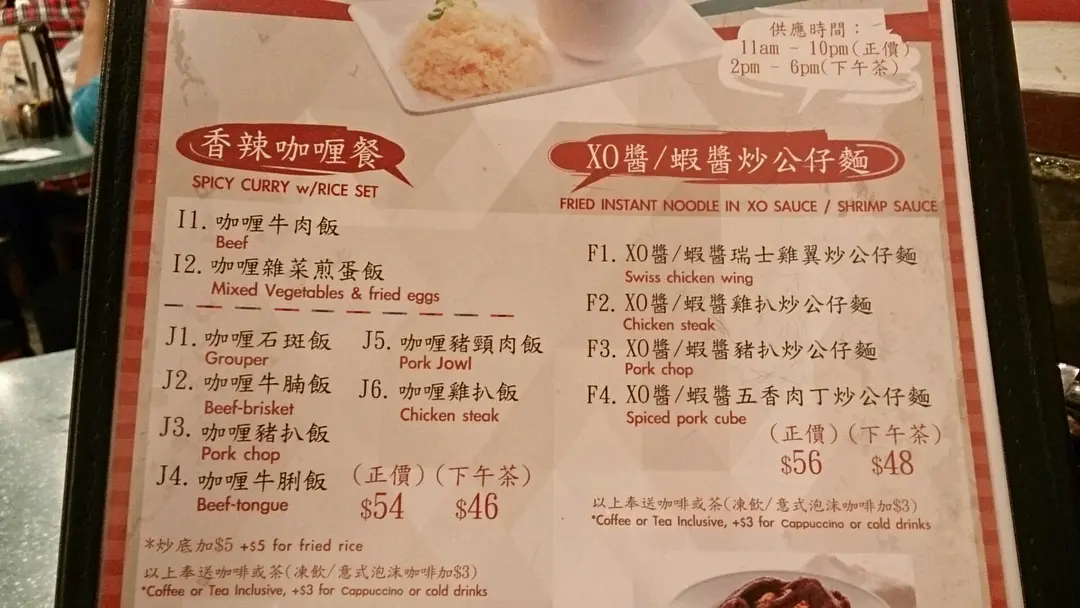 供應時間：
11am - 10pm(正價)
2pm - 6pm(下午茶)
香辣咖喱餐
SPICY CURRY w/RICE SET
I1. 咖喱牛肉飯
Beef
I2. 咖喱雜菜煎蛋飯
Mixed Vegetables & fried eggs
J1. 咖喱石斑飯
Grouper
J2. 咖喱牛腩飯
Beef-brisket
J3. 咖喱豬扒飯
Pork chop
J4. 咖喱牛脷飯
Beef-tongue
J5. 咖喱豬頸肉飯
Pork Jowl
J6. 咖喱雞扒飯
Chicken steak
(正價) (下午茶)
$54 $46
*炒底加$5 +$5 for fried rice
以上奉送咖啡或茶(凍飲/意式泡沫咖啡加$3)
*Coffee or Tea Inclusive, +$3 for Cappuccino or cold drinks
XO醬/蝦醬炒公仔麵
FRIED INSTANT NOODLE IN XO SAUCE / SHRIMP SAUCE
F1. XO醬/蝦醬瑞士雞翼炒公仔麵
Swiss chicken wing
F2. XO醬/蝦醬雞扒炒公仔麵
Chicken steak
F3. XO醬/蝦醬豬扒炒公仔麵
Pork chop
F4. XO醬/蝦醬五香肉丁炒公仔麵
Spiced pork cube
(正價) (下午茶)
$56 $48
以上奉送咖啡或茶(凍飲/意式泡沫咖啡加$3)
*Coffee or Tea Inclusive, +$3 for Cappuccino or cold drinks